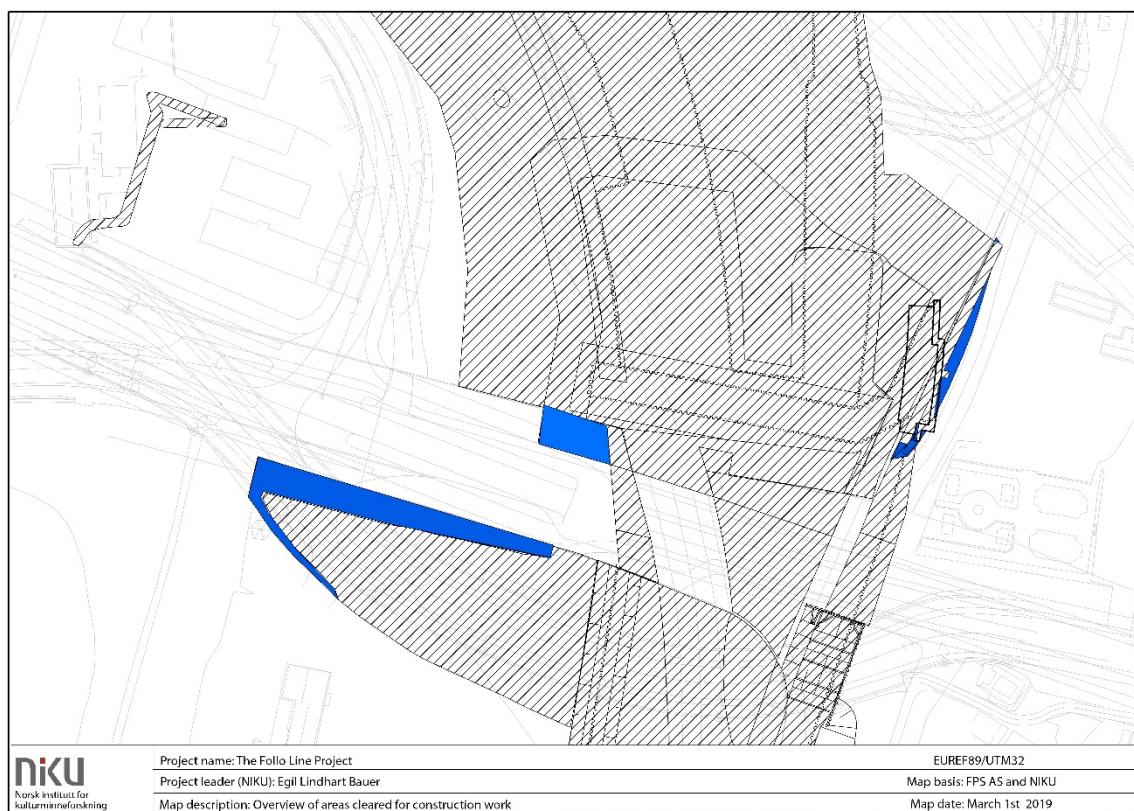 niku
Norsk institutt for
kulturminneforskning
Project name: The Follo Line Project
EUREF89/UTM32
Project leader (NIKU): Egil Lindhart Bauer
Map basis: FPS AS and NIKU
Map description: Overview of areas cleared for construction work
Map date: March 1st 2019